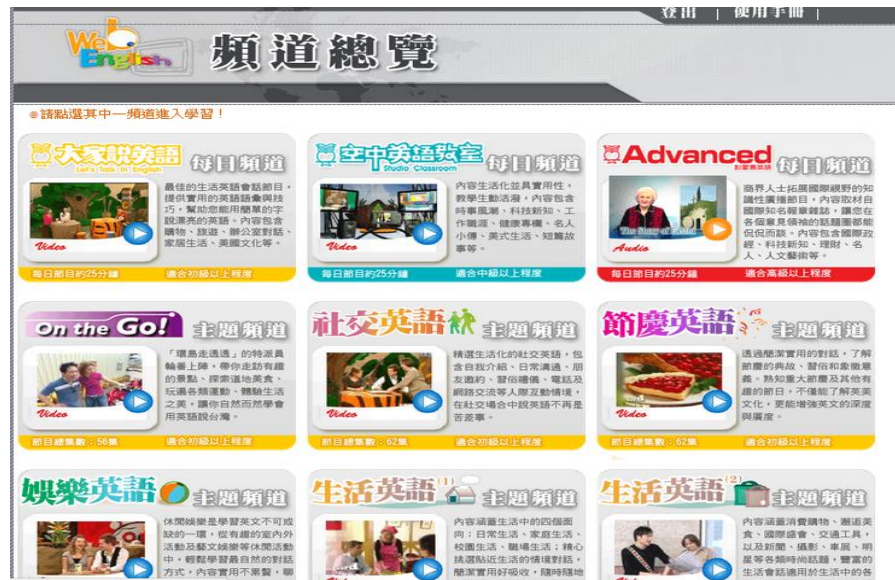 登出 | 使用手冊 |
Web English
頻道總覽
請點選其中一頻道進入學習！
大家說英語
Let's Talk in English
每日頻道
最佳的生活英語會話節目，
提供實用的英語語彙與技
巧，幫助您能用簡單的字
說漂亮的英語。內容包含
購物、旅遊、辦公室對話、
家居生活、美國文化等。
Video
每日節目約25分鐘 適合初級以上程度
空中英語教室
Studio Classroom
每日頻道
內容生活化並具實用性，
教學生動活潑，內容包含
時事風潮、科技新知、工
作職涯、健康專欄、名人
小傳、美式生活、短篇故
事等。
Video
每日節目約25分鐘 適合中級以上程度
Advanced
彭蒙惠英語
每日頻道
商界人士拓展國際視野的知
識性廣播節目，內容取材自
國際知名報章雜誌，讓您在
各個意見領袖的話題圈都能
侃侃而談。內容包含國際政
經、科技新知、理財、名
人、人文藝術等。
The Story of Easter
Audio
每日節目約25分鐘 適合高級以上程度
On the Go!
主題頻道
「環島走透透」的特派員
輪番上陣，帶你走訪有趣
的景點、探索道地美食、
玩遍各類運動、體驗生活
之美，讓你自然而然學會
用英語說台灣。
Video
節目總集數：56集 適合初級以上程度
社交英語
主題頻道
精選生活化的社交英語，包
含自我介紹、日常溝通、朋
友邀約、習俗禮儀、電話及
網路交流等人際互動情境，
在社交場合中說英語不再是
苦差事。
Video
節目總集數：62集 適合初級以上程度
節慶英語
主題頻道
透過簡潔實用的對話，了解
節慶的典故、習俗和象徵意
義。熟知重大節慶及其他有
趣的節日，不僅能了解英美
文化，更能增強英文的深度
與廣度。
Video
節目總集數：62集 適合初級以上程度
娛樂英語
主題頻道
休閒娛樂是學習英文不可或
缺的一環，從有趣的室內外
活動及藝文娛樂等休閒活動
中，輕鬆學習最自然的對話
方式，內容實用不累贅，聊
生活英語(1)
主題頻道
內容涵蓋生活中的四個面
向：日常生活、家庭生活、
校園生活、職場生活；精心
挑選貼近生活的情境對話，
簡潔實用好吸收，隨時隨地
生活英語(2)
主題頻道
內容涵蓋消費購物、邂逅美
食、國際盛會、交通工具，
以及新聞、攝影、車展、明
星等各類時尚話題，豐富的
生活會話適用於生活中的各